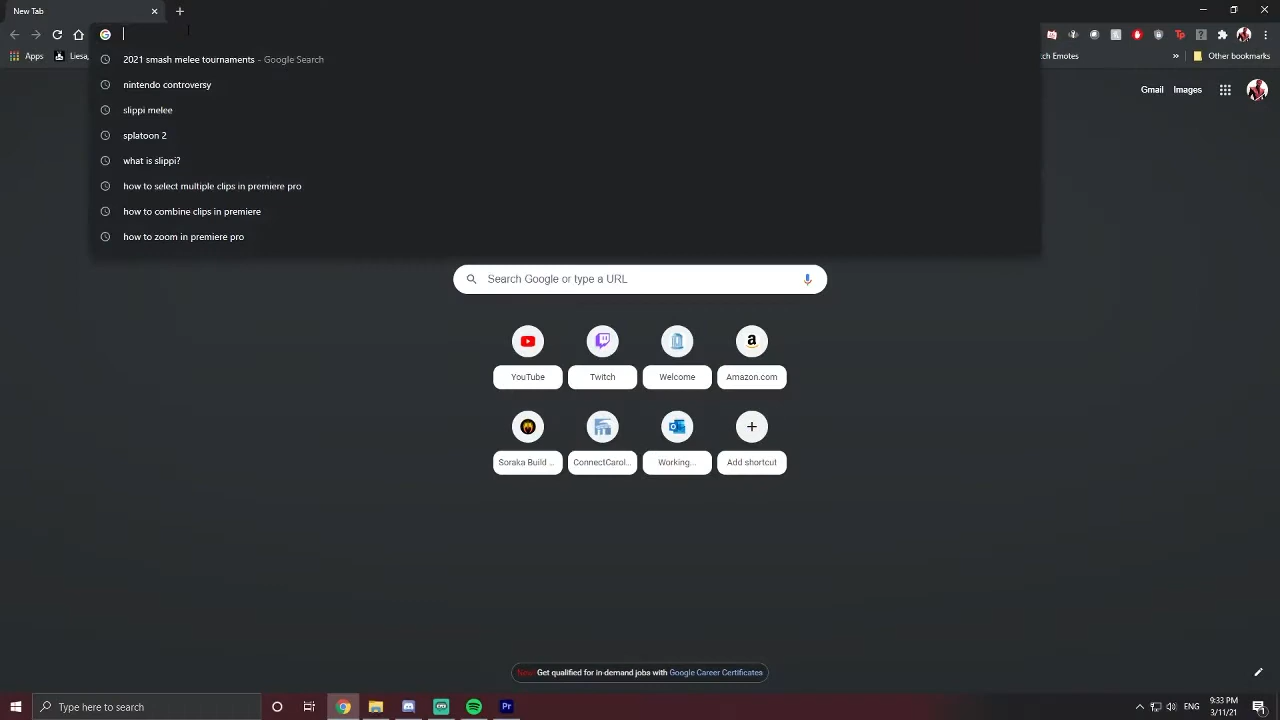 New Tab
2021 smash melee tournaments - Google Search
nintendo controversy
slippi melee
splatoon 2
what is slippi?
how to select multiple clips in premiere pro
how to combine clips in premiere
how to zoom in premiere pro
Apps
Liesa,
tch Emotes
»
Other bookmarks
Gmail
Images
Search Google or type a URL
YouTube
Twitch
Welcome
Amazon.com
Soraka Build ...
ConnectCarol...
Working...
Add shortcut
New Get qualified for in-demand jobs with Google Career Certificates
Type here to search
Pr
ENG
9:33 PM
3/11/21